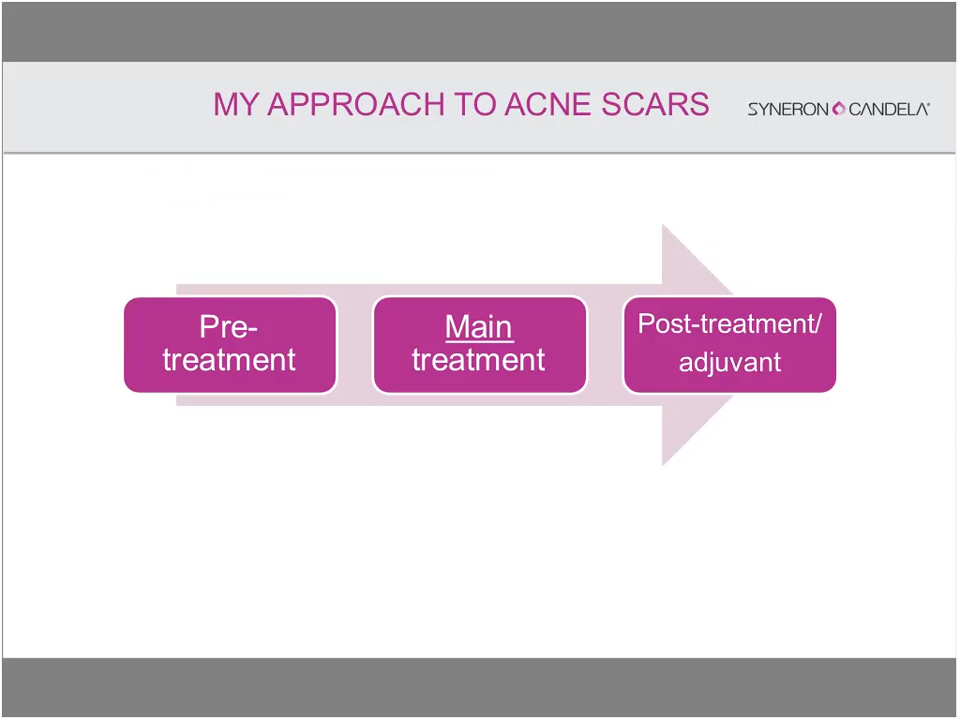 MY APPROACH TO ACNE SCARS
SYNERON CANDELA®
Pre-
treatment
Main
treatment
Post-treatment/
adjuvant